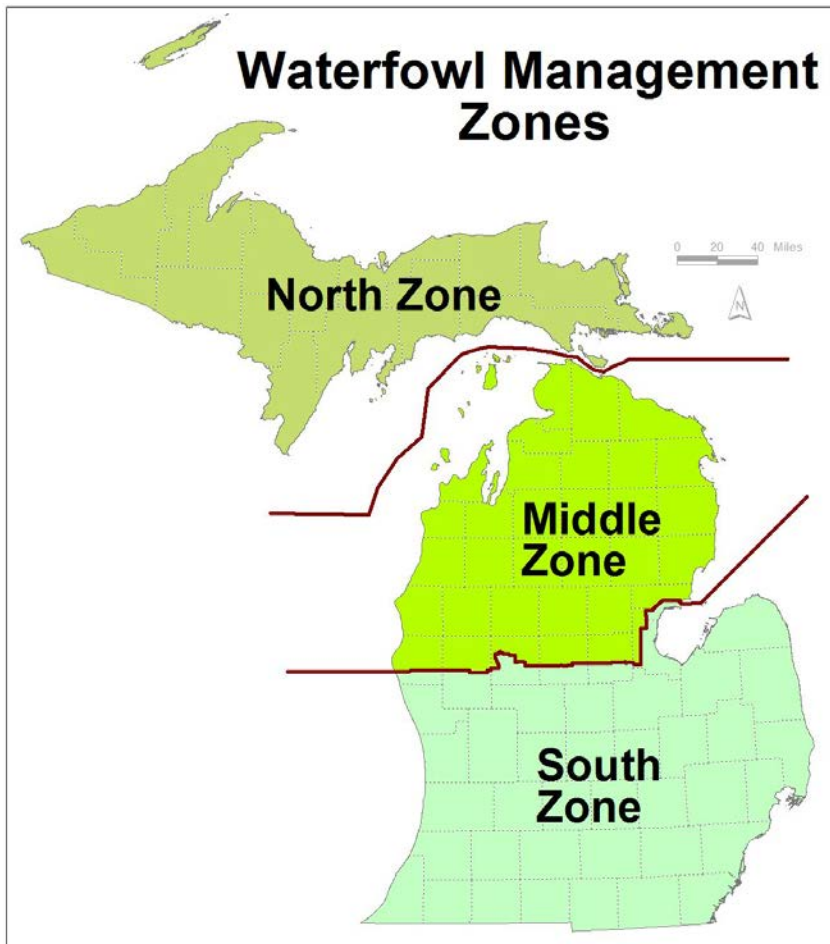 Waterfowl Management
Zones
0 20 40 Miles
North Zone
N
Middle
Zone
South
Zone